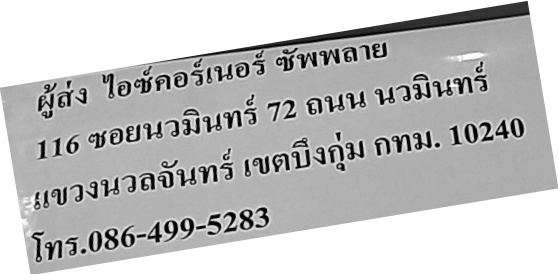 ผู้ส่ง ไอซ์คอร์เนอร์ ซัพพลาย
116 ซอยนวมินทร์ 72 ถนน นวมินทร์
แขวงนวลจันทร์ เขตบึงกุ่ม กทม. 10240
โทร.086-499-5283